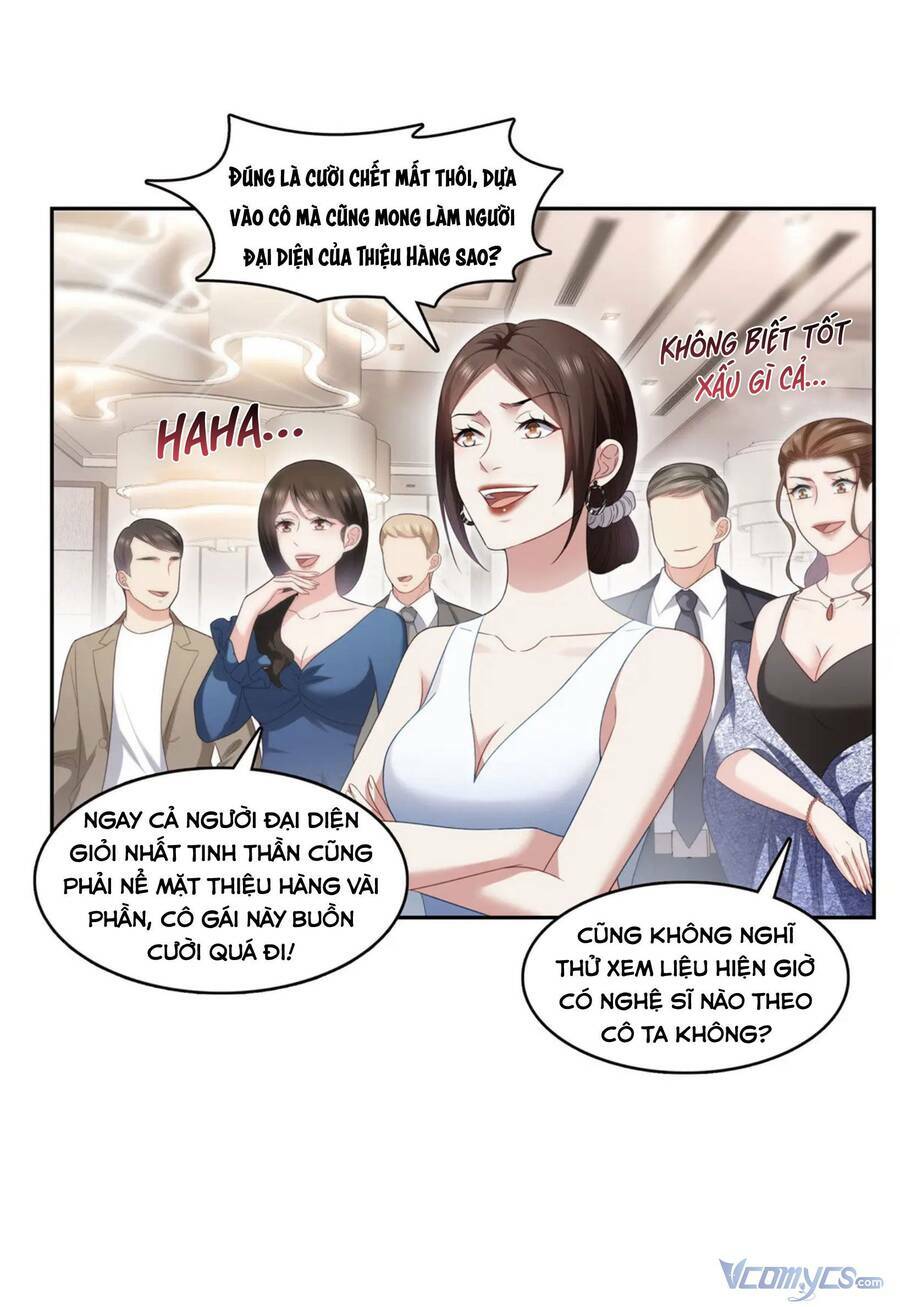 ĐÚNG LÀ CƯỜI CHẾT MẤT THÔI, DỰA
VÀO CÔ MÀ CŨNG MONG LÀM NGƯỜI
ĐẠI DIỆN CỦA THIỆU HÀNG SAO?
KHÔNG BIẾT TỐT
XẤU GÌ CẢ...
HAHA...
NGAY CẢ NGƯỜI ĐẠI DIỆN
GIỎI NHẤT TINH THẦN CŨNG
PHẢI NỂ MẶT THIỆU HÀNG VÀI
PHẦN, CÔ GÁI NÀY BUỒN
CƯỜI QUÁ ĐI!
CŨNG KHÔNG NGHĨ
THỬ XEM LIỆU HIỆN GIỜ
CÓ NGHỆ SĨ NÀO THEO
CÔ TA KHÔNG?
VCOMYCS.com